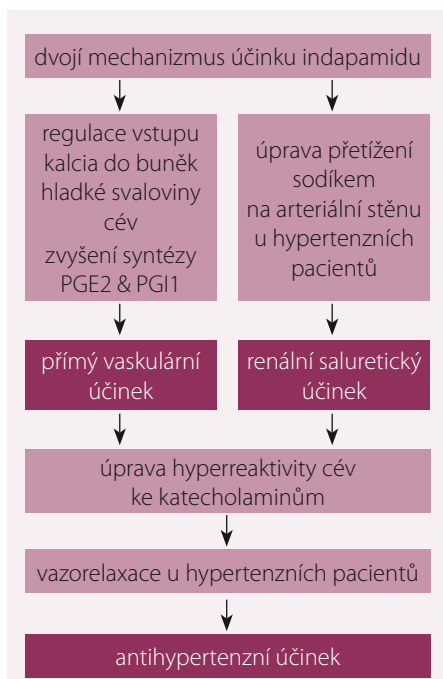 dvojí mechanizmus účinku indapamidu
regulace vstupu
kalcia do buněk
hladké svaloviny
cév
zvýšení syntézy
PGE2 & PGI1
úprava přetížení
sodíkem
na arteriální stěnu
u hypertenzních
pacientů
přímý vaskulární
účinek
renální saluretický
účinek
úprava hyperreaktivity cév
ke katecholaminům
vazorelaxace u hypertenzních pacientů
antihypertenzní účinek